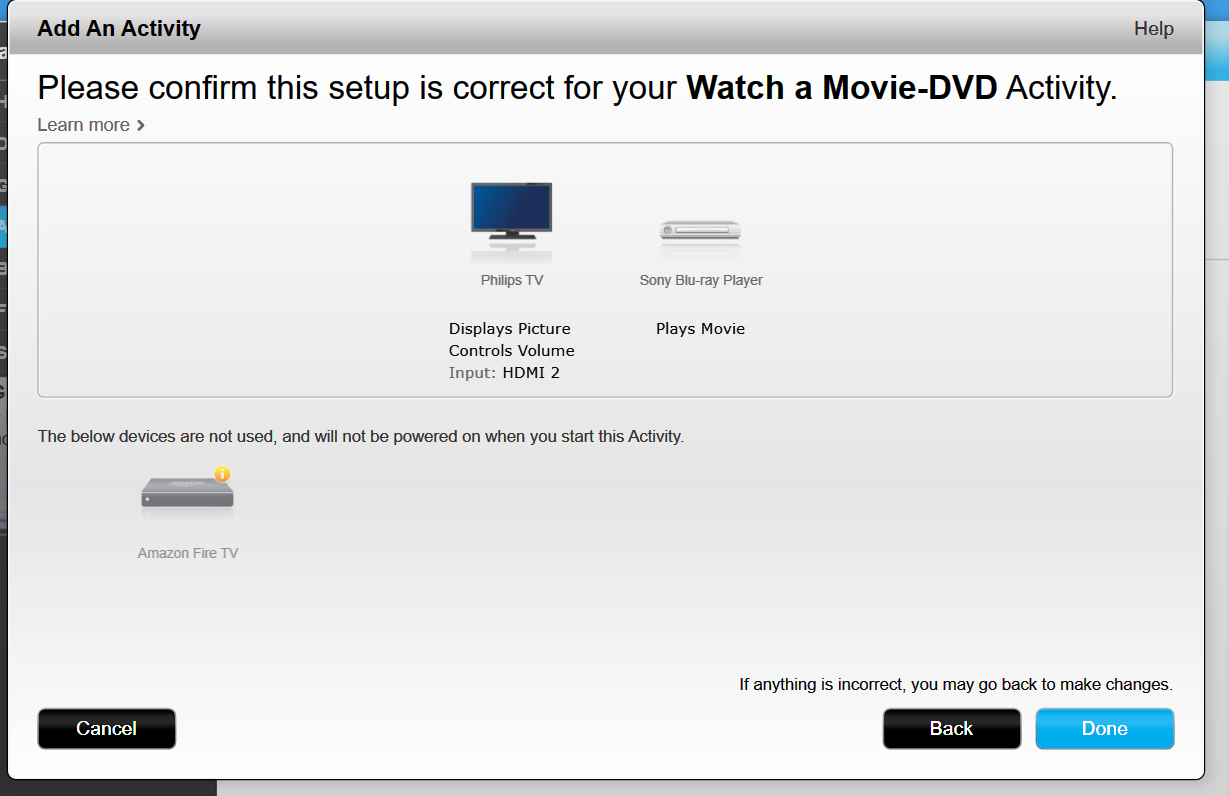 Add An Activity
Help
Please confirm this setup is correct for your Watch a Movie-DVD Activity.
Learn more >
Philips TV
Sony Blu-ray Player
Displays Picture
Plays Movie
Controls Volume
Input: HDMI 2
The below devices are not used, and will not be powered on when you start this Activity.
Amazon Fire TV
If anything is incorrect, you may go back to make changes.
Cancel
Back
Done